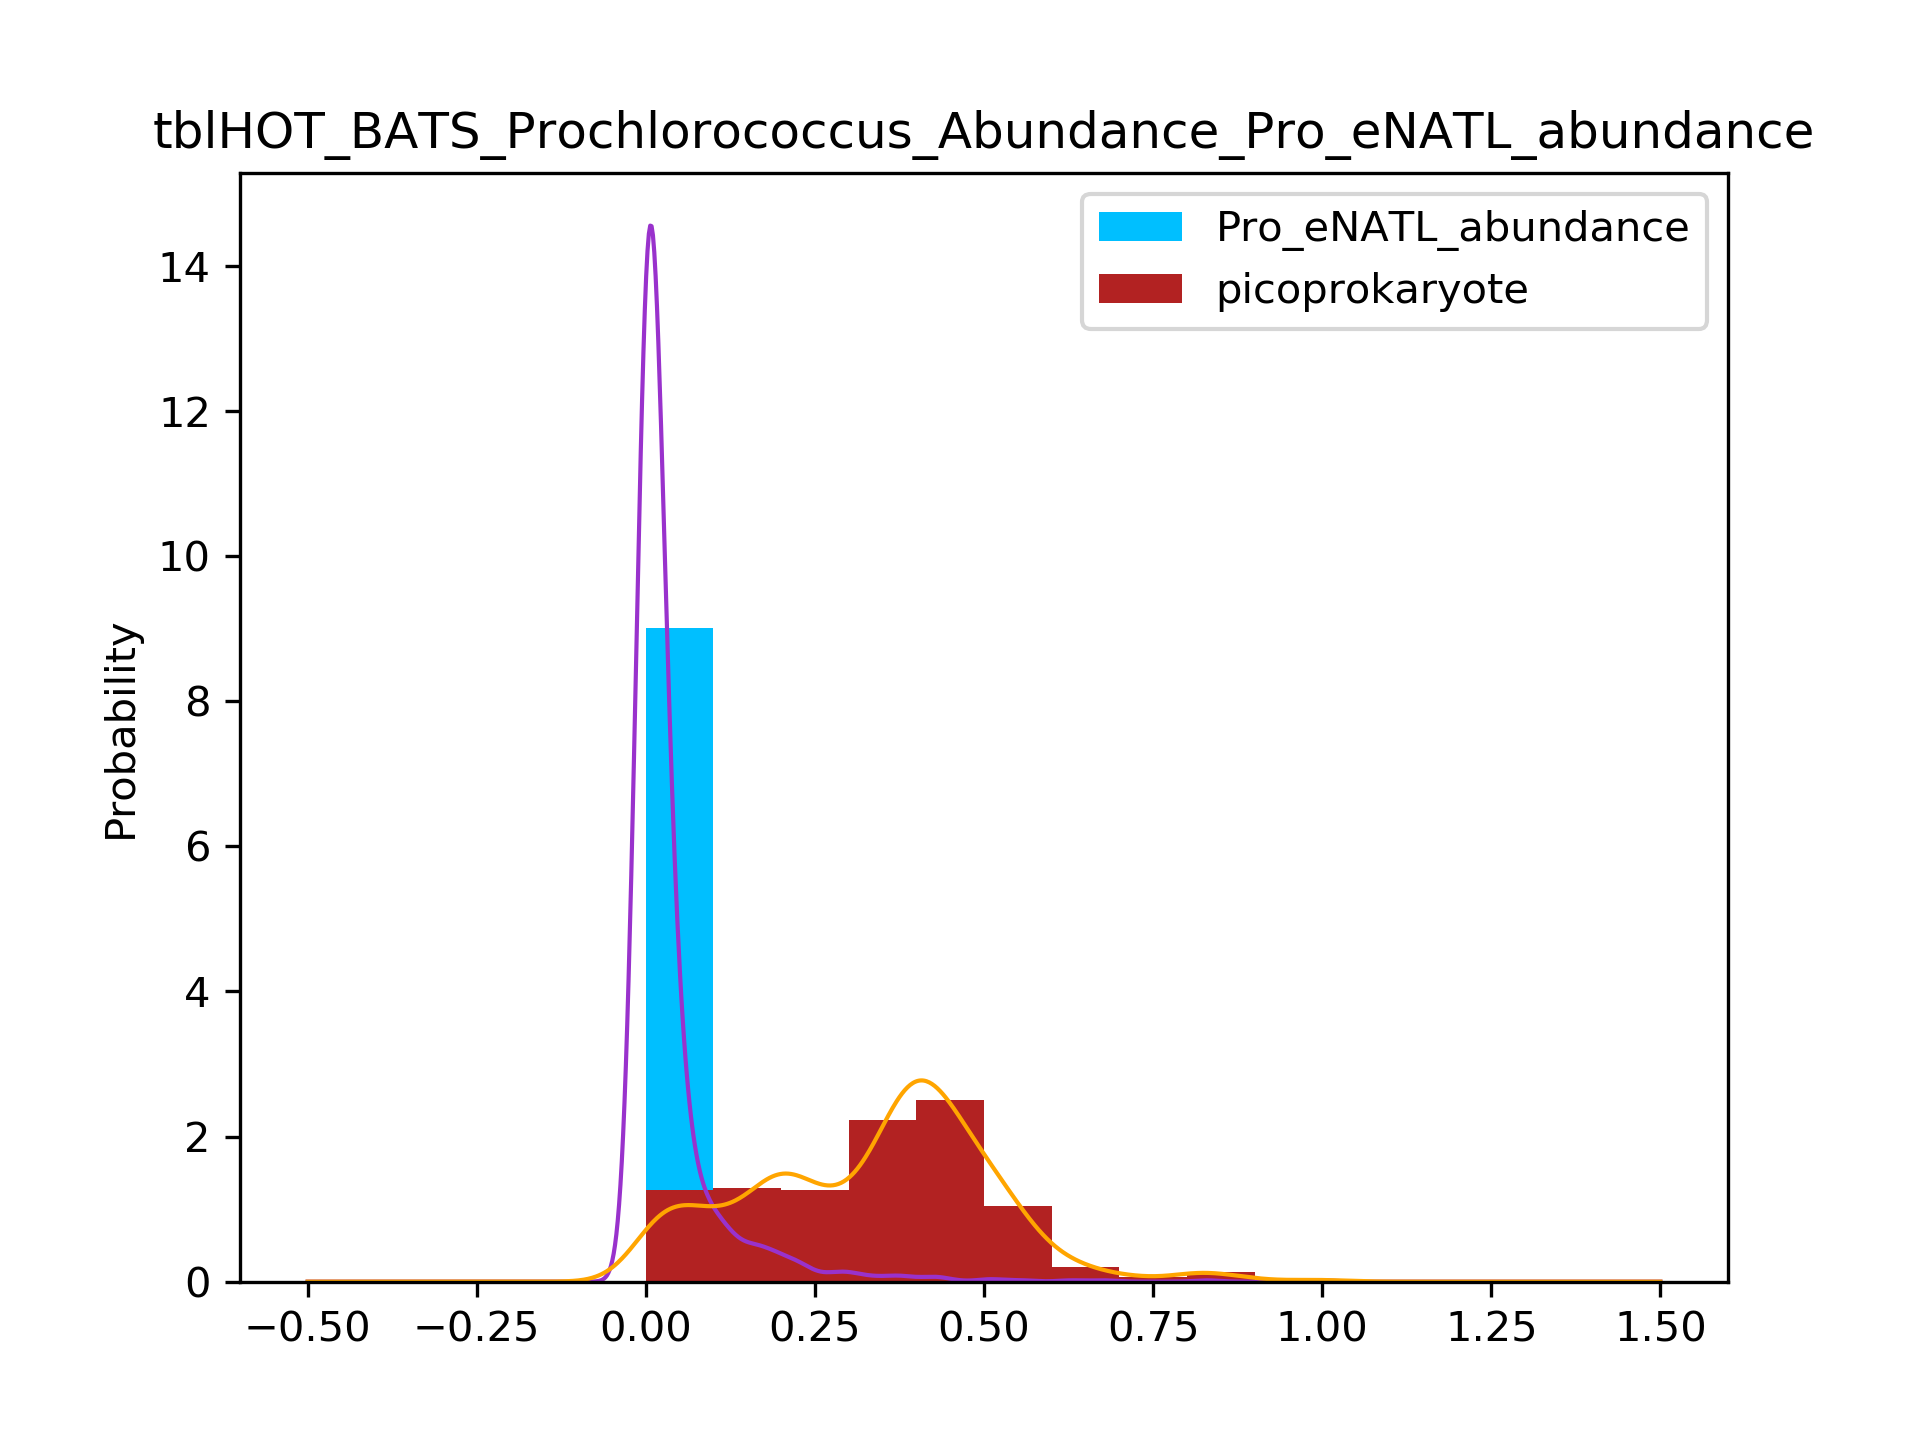 tblHOT_BATS_Prochlorococcus_Abundance_Pro_eNATL_abundance
Pro_eNATL_abundance
picoprokaryote
Probability
14
12
10
8
6
4
2
0
−0.50 −0.25 0.00 0.25 0.50 0.75 1.00 1.25 1.50